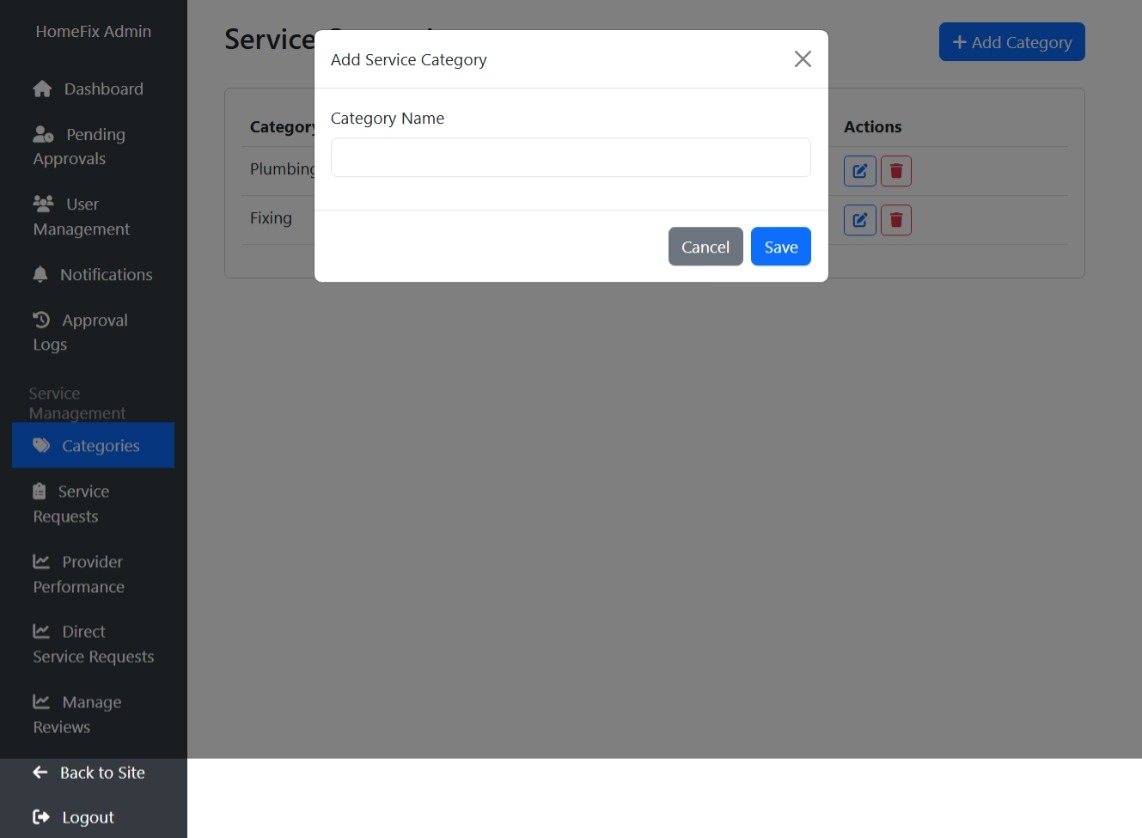 HomeFix Admin
Dashboard
Pending
Approvals
User
Management
Notifications
Approval
Logs
Service
Management
Categories
Service
Requests
Provider
Performance
Direct
Service Requests
Manage
Reviews
Back to Site
Logout
Service
+ Add Category
Add Service Category
Category Name
Cancel
Save
Category
Actions
Plumbing
Fixing